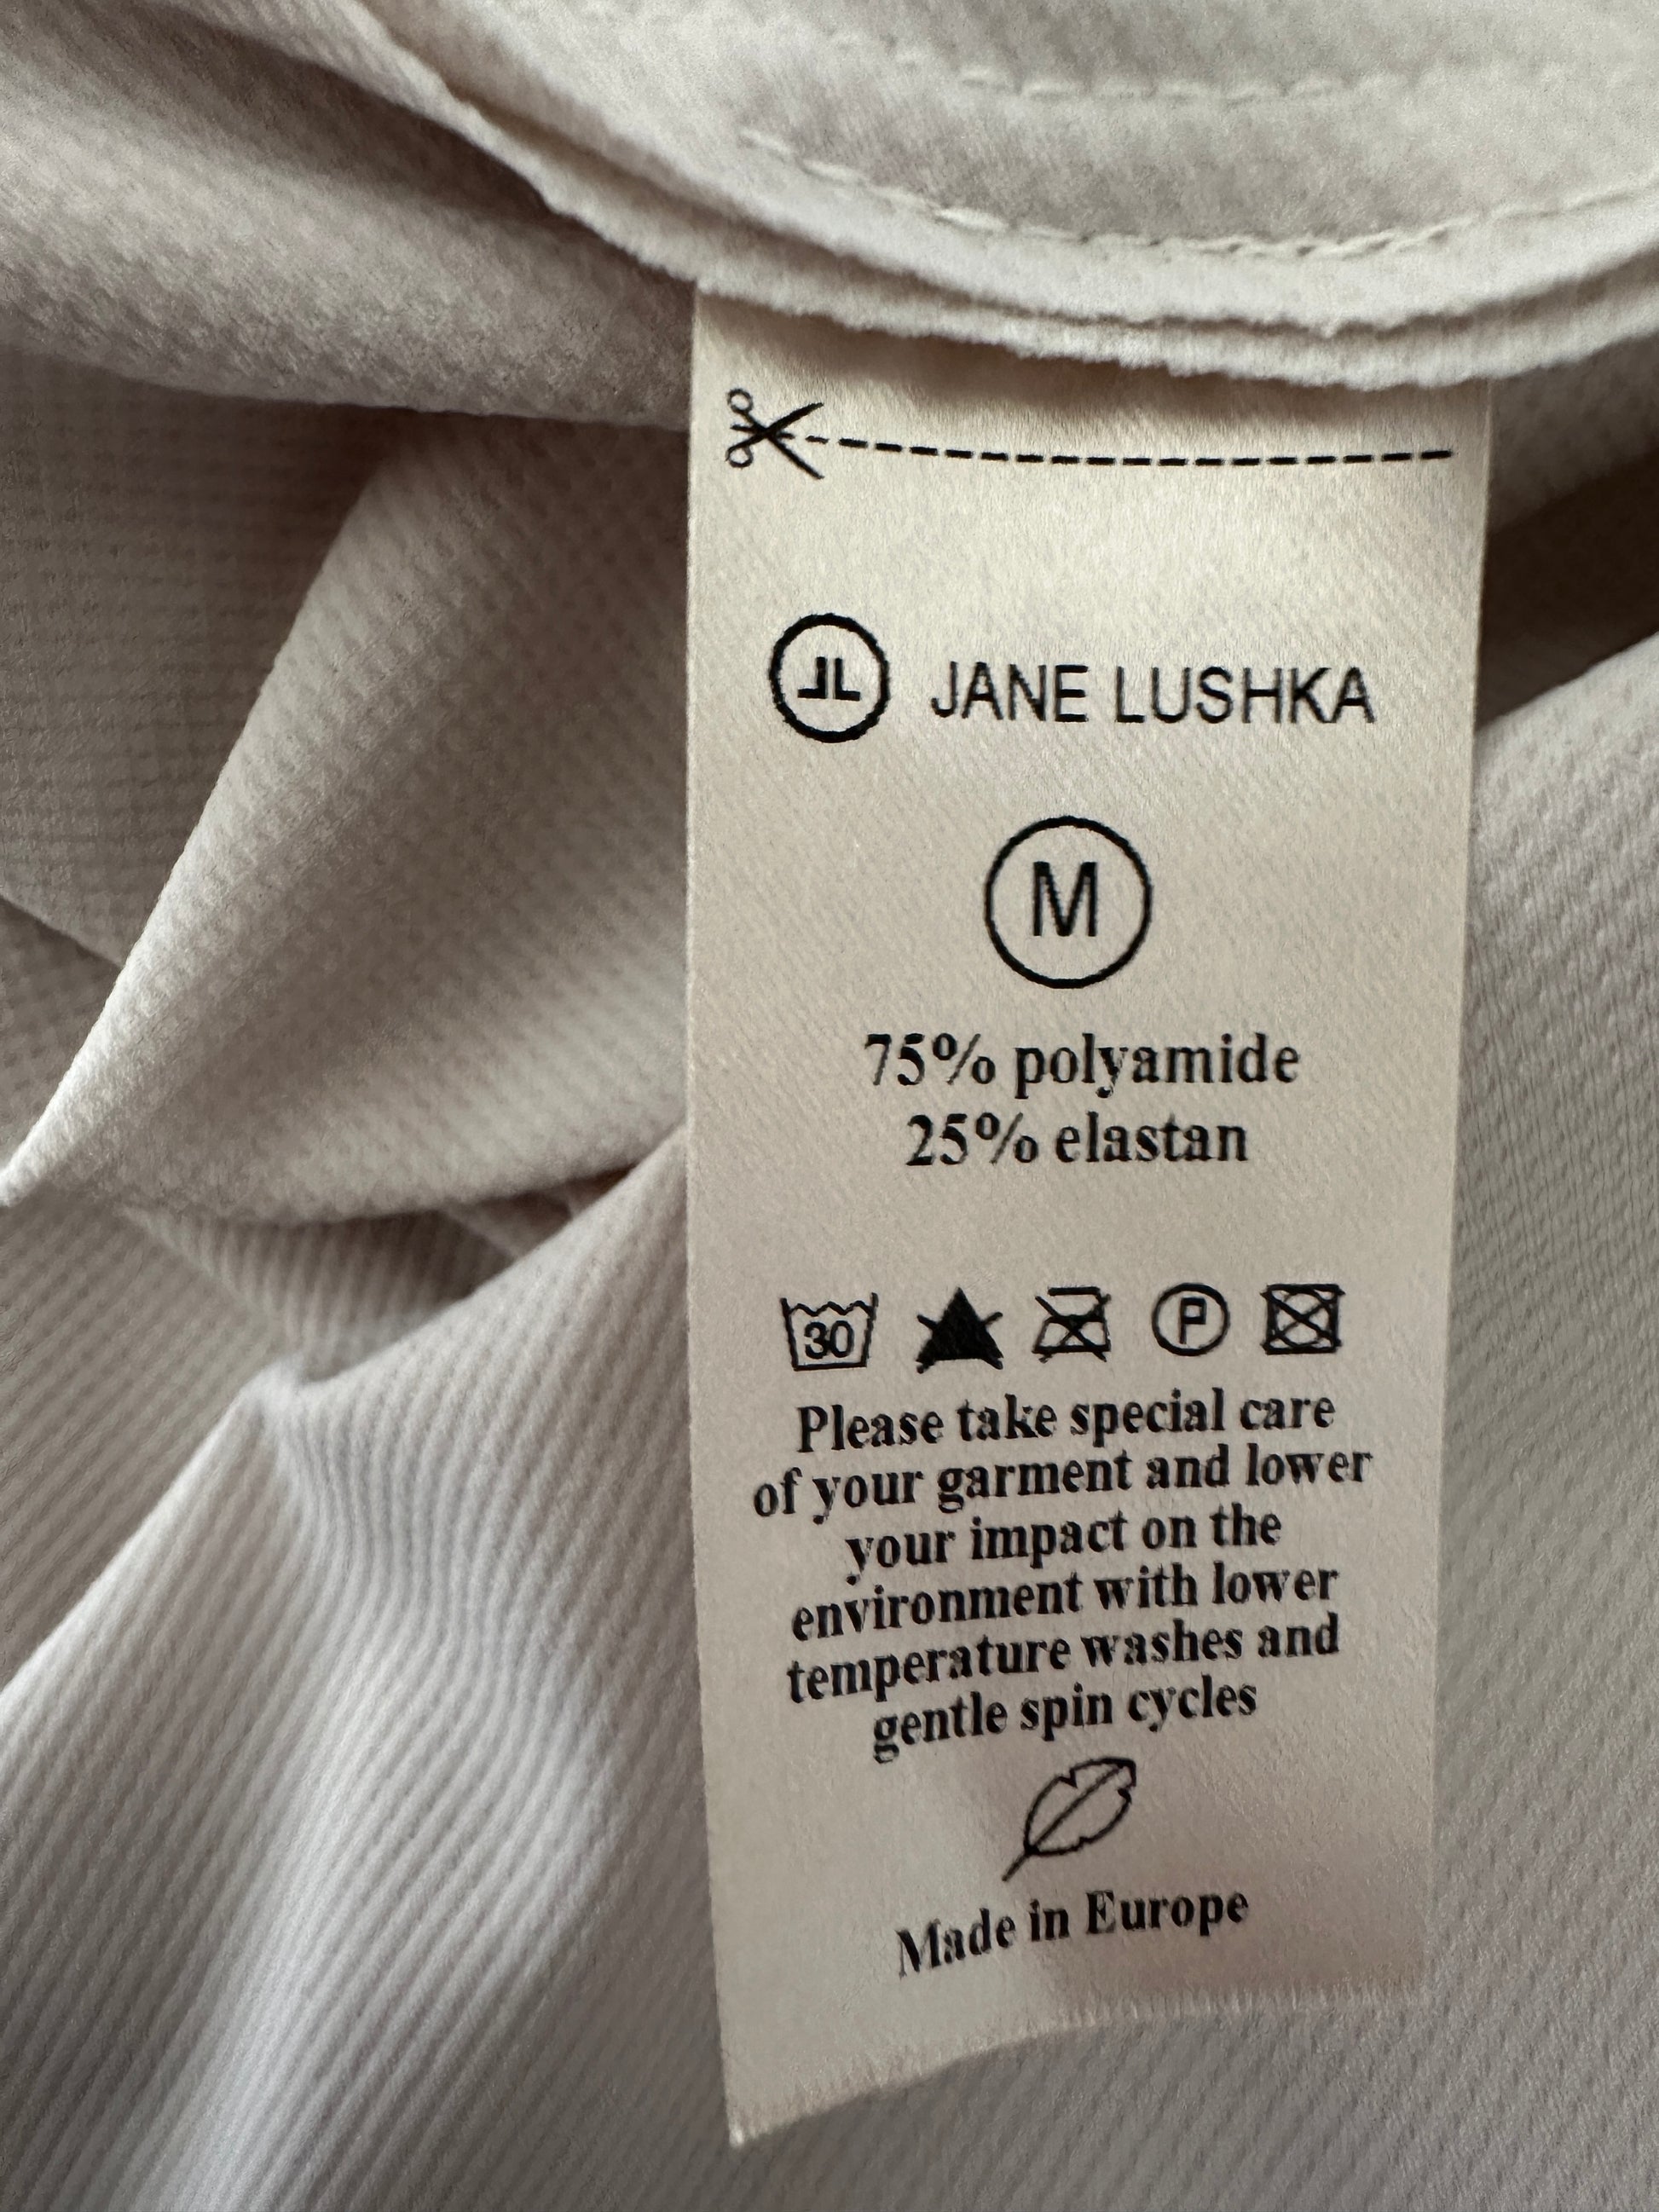 JL JANE LUSHKA
M
75% polyamide
25% elastan
30 P
Please take special care
of your garment and lower
your impact on the
environment with lower
temperature washes and
gentle spin cycles
Made in Europe